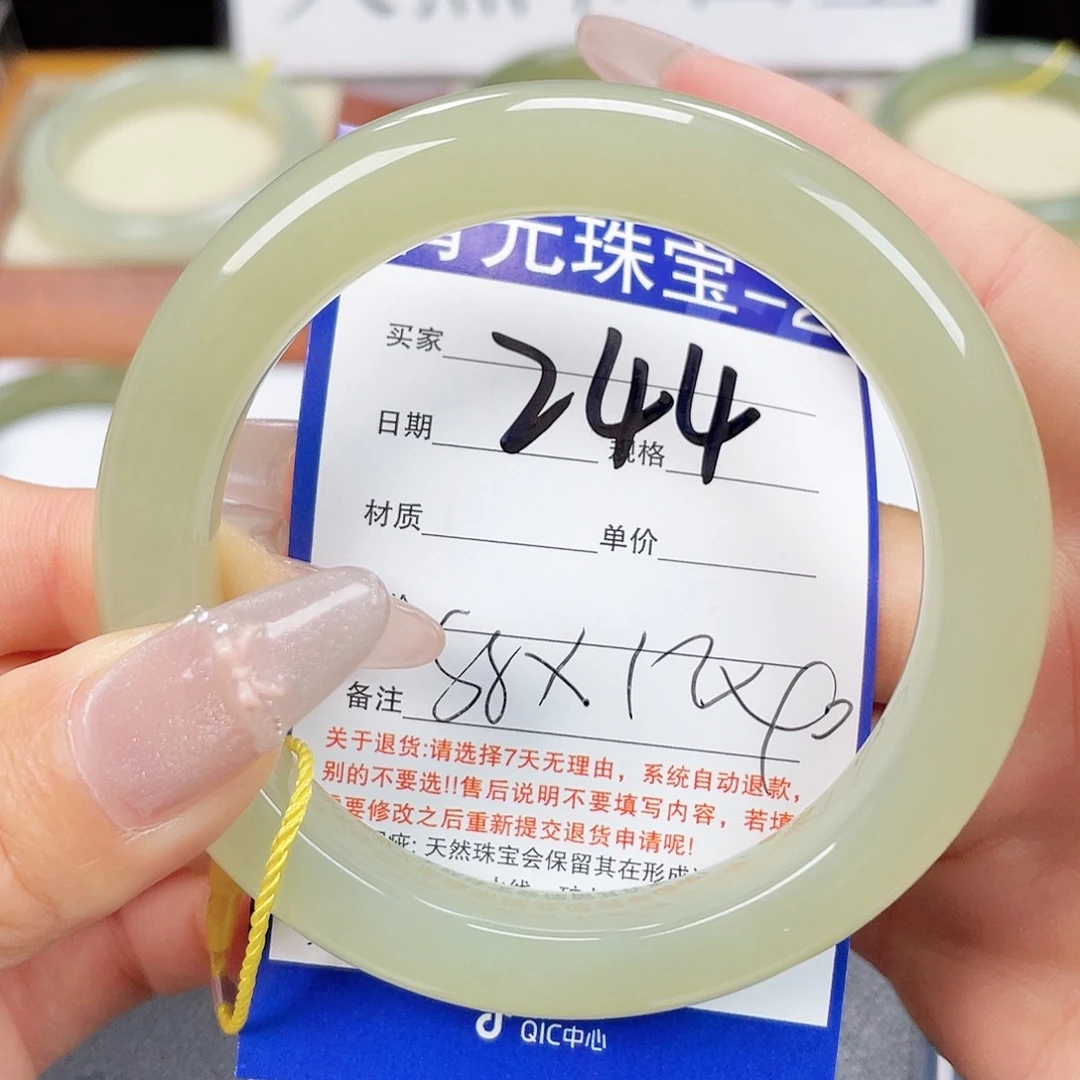 元珠宝-2
买家
244
日期 规格
材质 单价
58×12×
备注
关于退货:请选择7天无理由，系统自动退款，
别的不要选!!售后说明不要填写内容，若填
要修改之后重新提交退货申请呢!
疵: 天然珠宝会保留其在形成
QIC中心